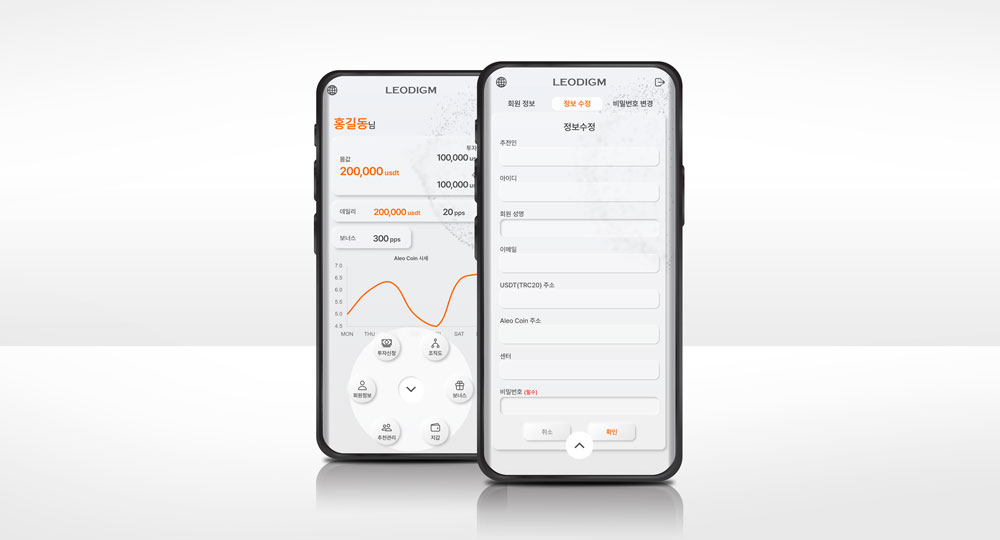 LEODIGM
홍길동님
투자
몸값
100,000 us
200,000 usdt
100,000 us
데일리
200,000 usdt
20 pps
보너스
300 pps
Aleo Coin 시세
7.0
6.5
6.0
5.5
5.0
4.5
MON
THU
SAT
투자신청
조직도
회원정보
보너스
추천관리
지갑
LEODIGM
회원 정보
정보 수정
비밀번호 변경
정보수정
추천인
아이디
회원 성명
이메일
USDT(TRC20) 주소
Aleo Coin 주소
센터
비밀번호 (필수)
취소
확인